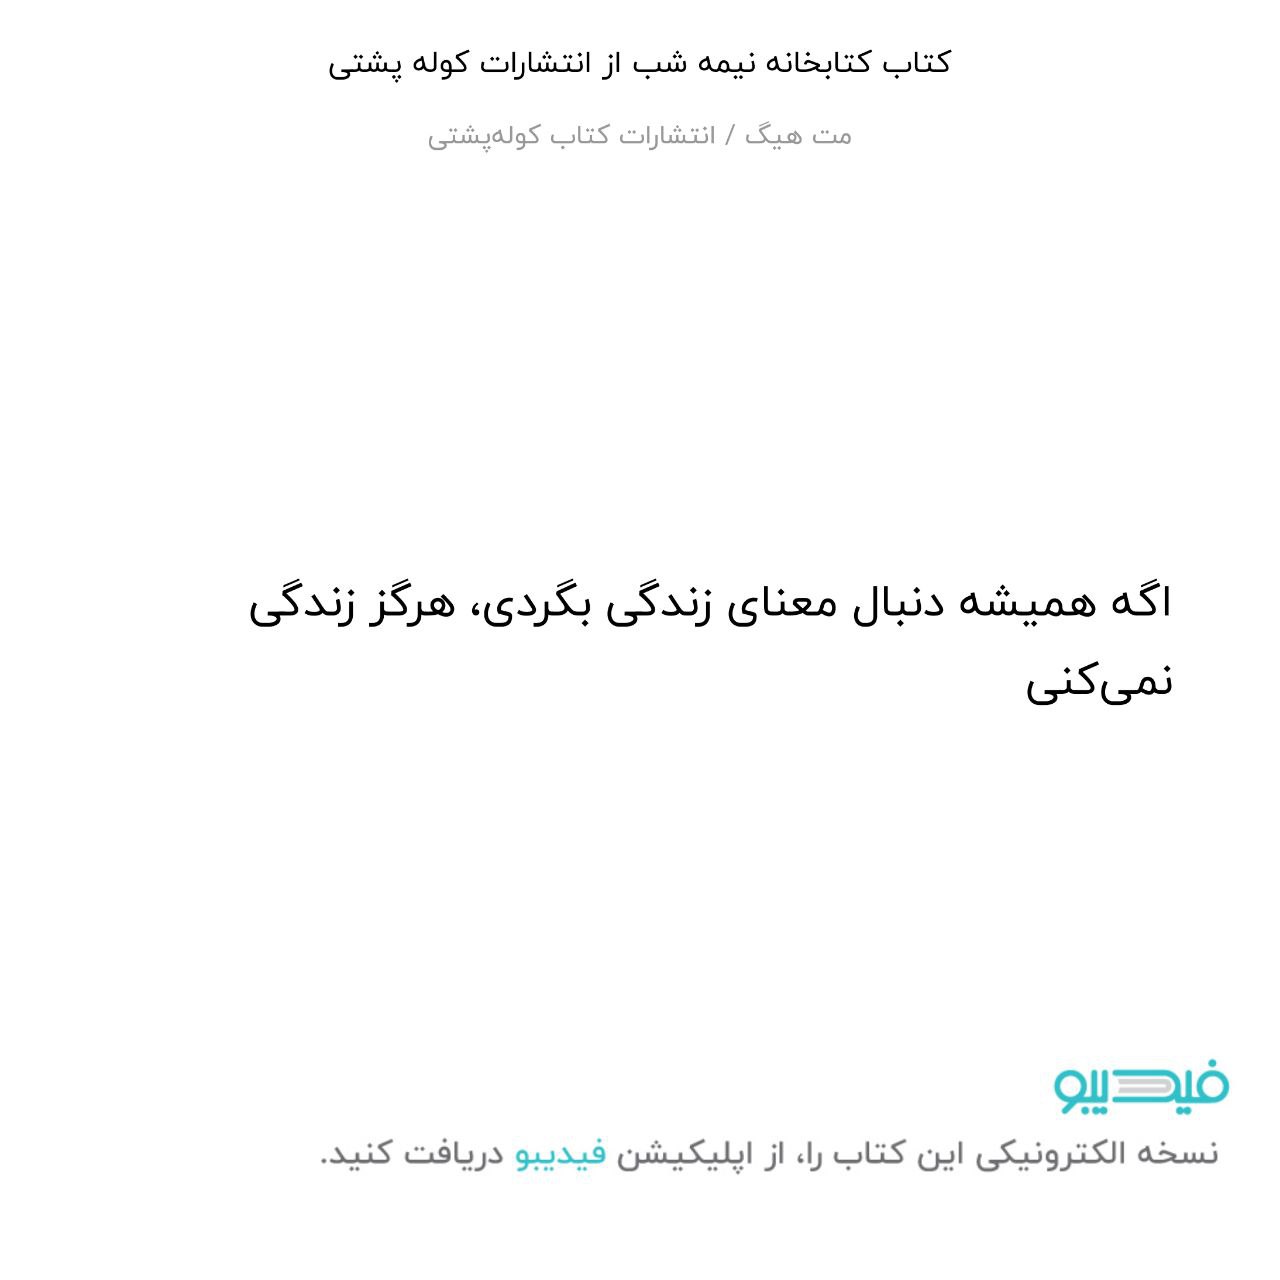 کتاب کتابخانه نیمه شب از انتشارات کوله پشتی
مت هیگ / انتشارات کتاب کوله‌پشتی
اگه همیشه دنبال معنای زندگی بگردی، هرگز زندگی
نمی‌کنی
فیدیبو
نسخه الکترونیکی این کتاب را، از اپلیکیشن فیدیبو دریافت کنید.